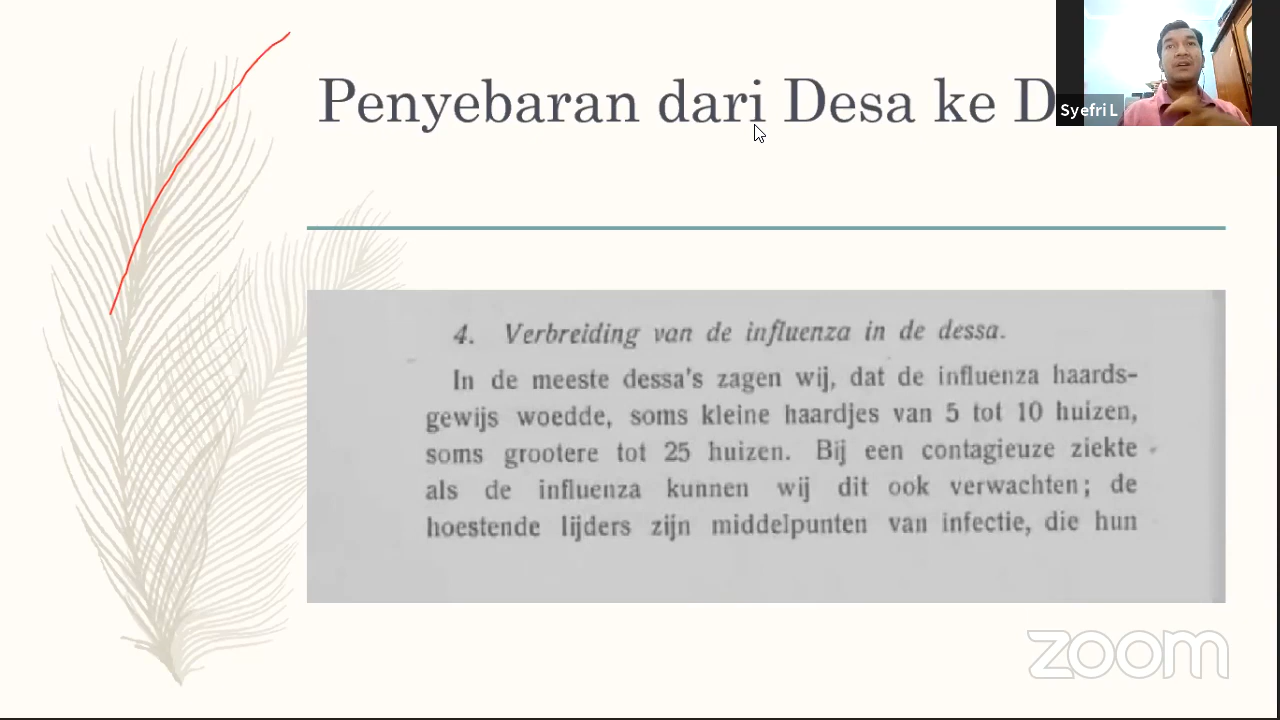 Penyebaran dari Desa ke D
Syefri L
4. Verbreiding van de influenza in de dessa.
In de meeste dessa's zagen wij, dat de influenza haards-
gewijs woedde, soms kleine haardjes van 5 tot 10 huizen,
soms grootere tot 25 huizen. Bij een contagieuze ziekte
als de influenza kunnen wij dit ook verwachten; de
hoestende lijders zijn middelpunten van infectie, die hun
zoom